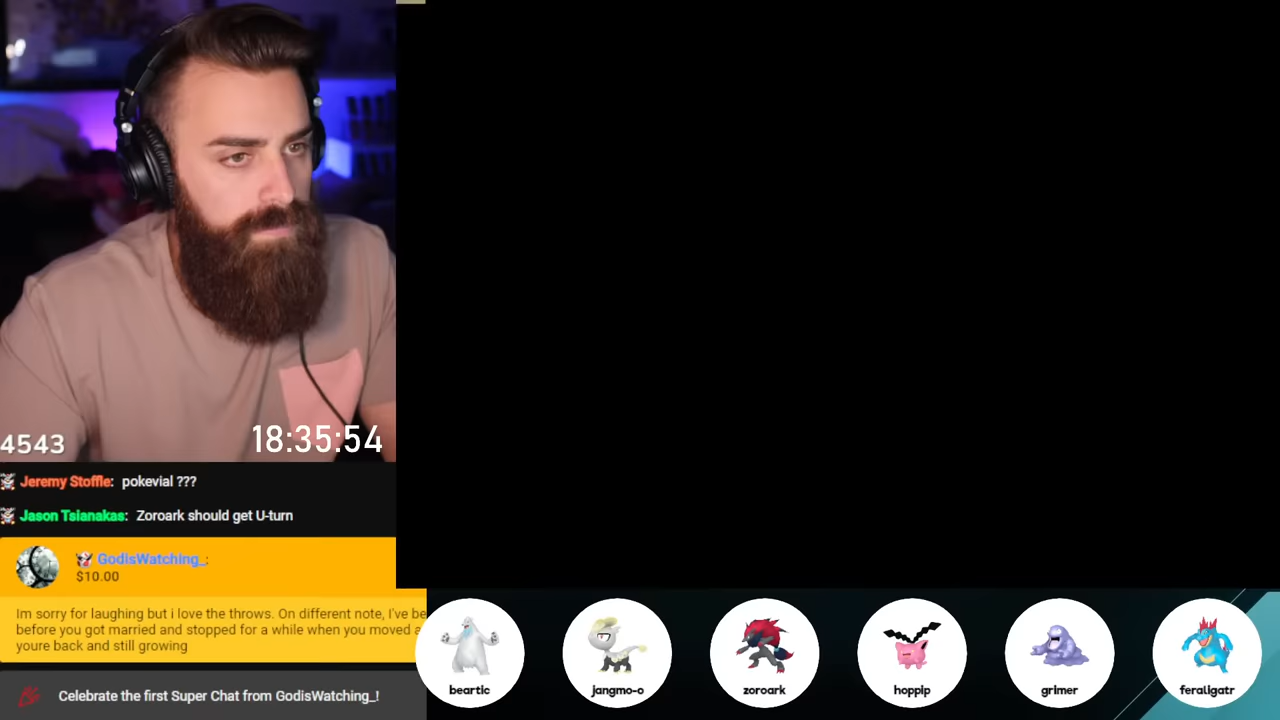 4543
18:35:54
Jeremy Stoffle: pokevial ???
Jason Tsianakas: Zoroark should get U-turn
GodisWatching_:
$10.00
Im sorry for laughing but i love the throws. On different note, I've be
before you got married and stopped for a while when you moved a
youre back and still growing
Celebrate the first Super Chat from GodisWatching_!
beartic
jangmo-o
zoroark
hoppip
grimer
feraligatr